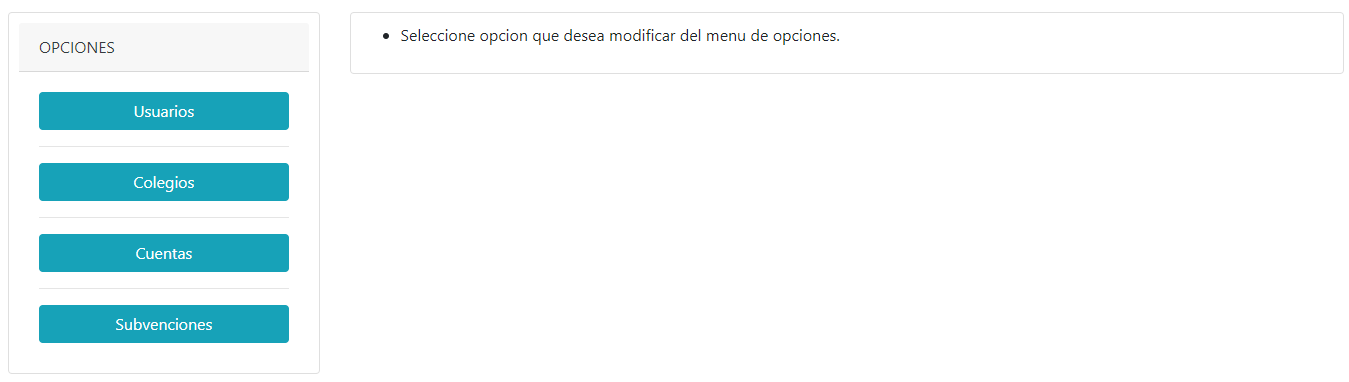 OPCIONES
Usuarios
Colegios
Cuentas
Subvenciones
Seleccione opcion que desea modificar del menu de opciones.